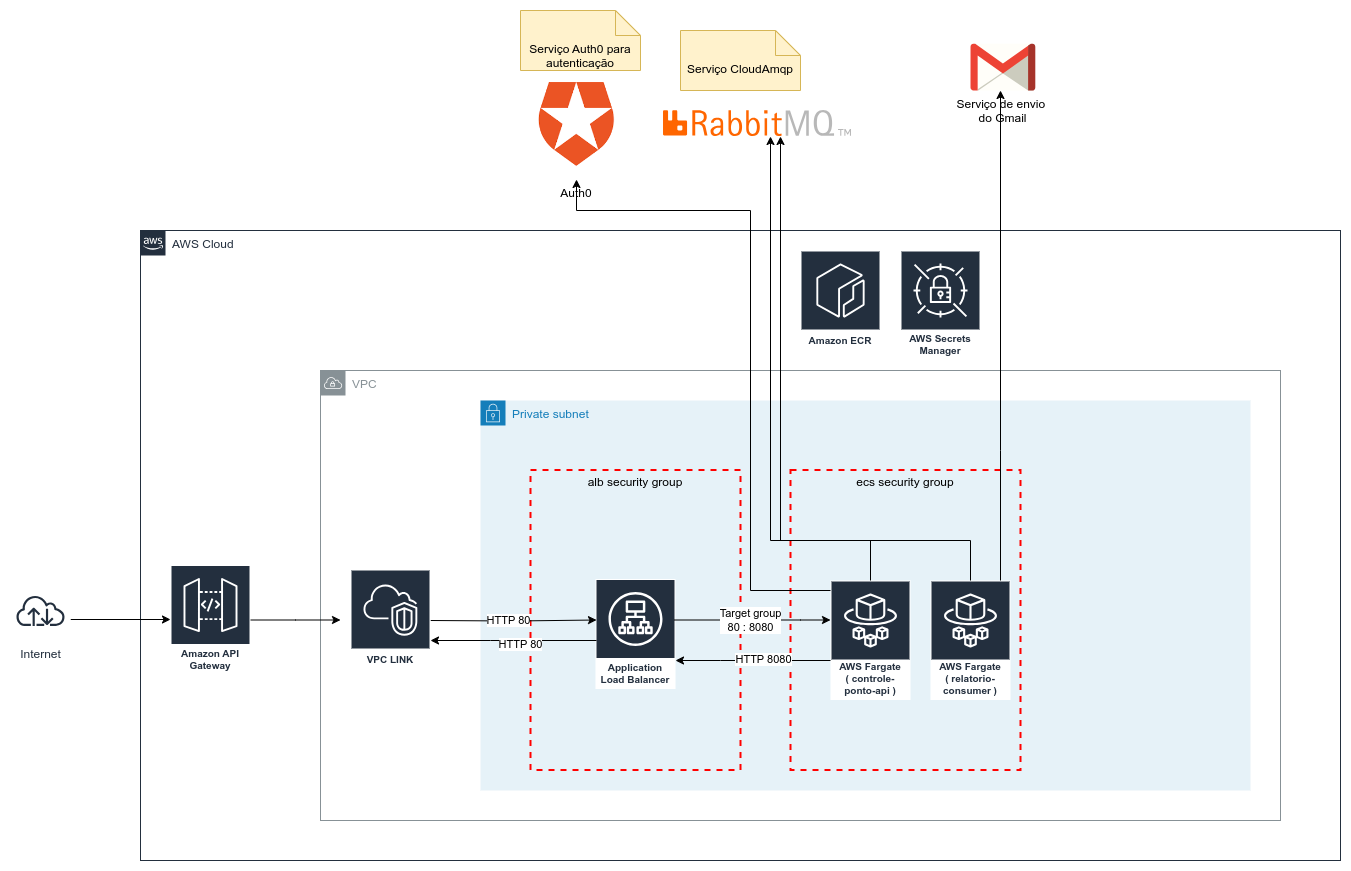 Serviço Auth0 para
autenticação
Serviço CloudAmqp
RabbitMQ TM
Serviço de envio
do Gmail
Auth0
aws
AWS Cloud
Amazon ECR
AWS Secrets
Manager
VPC
Private subnet
alb security group
ecs security group
Internet
Amazon API
Gateway
VPC LINK
HTTP 80
HTTP 80
Application
Load Balancer
Target group
80 : 8080
HTTP 8080
AWS Fargate
( controle-
ponto-api )
AWS Fargate
( relatorio-
consumer )